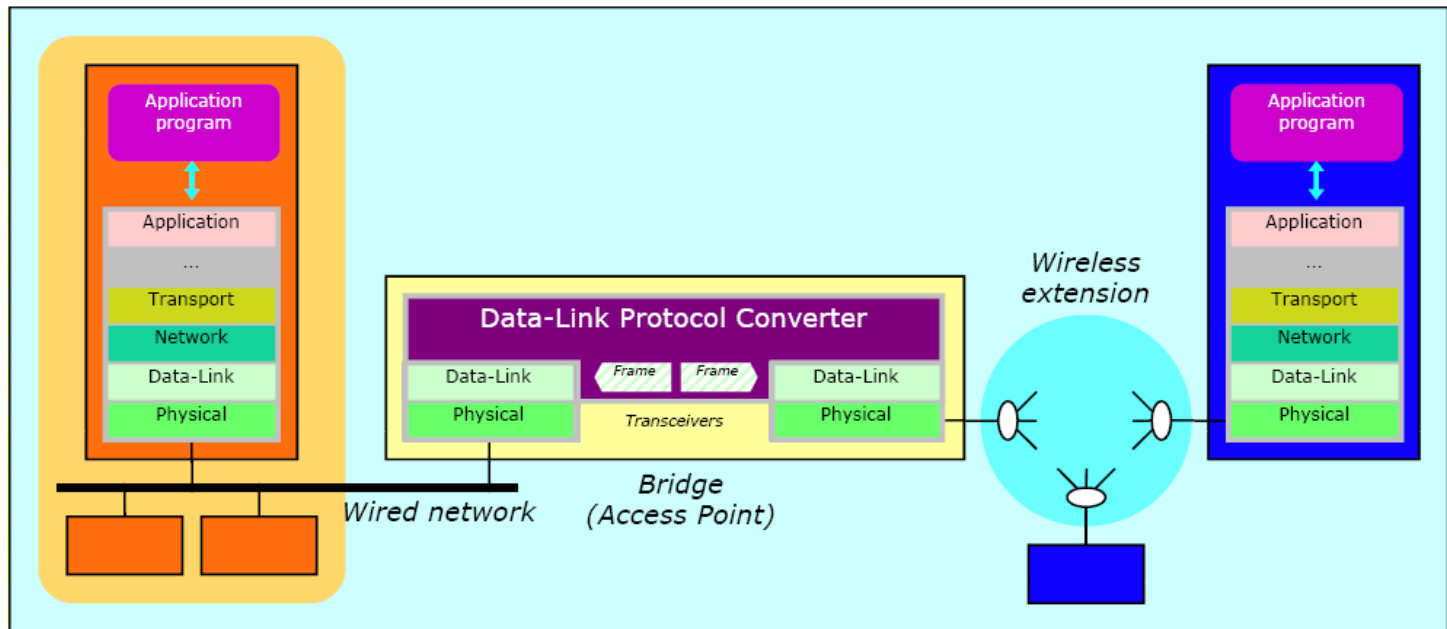 Application
program
Application
...
Transport
Network
Data-Link
Physical
Wired network
Data-Link Protocol Converter
Data-Link
Physical
Frame
Frame
Transceivers
Data-Link
Physical
Bridge
(Access Point)
Wireless
extension
Application
program
Application
...
Transport
Network
Data-Link
Physical